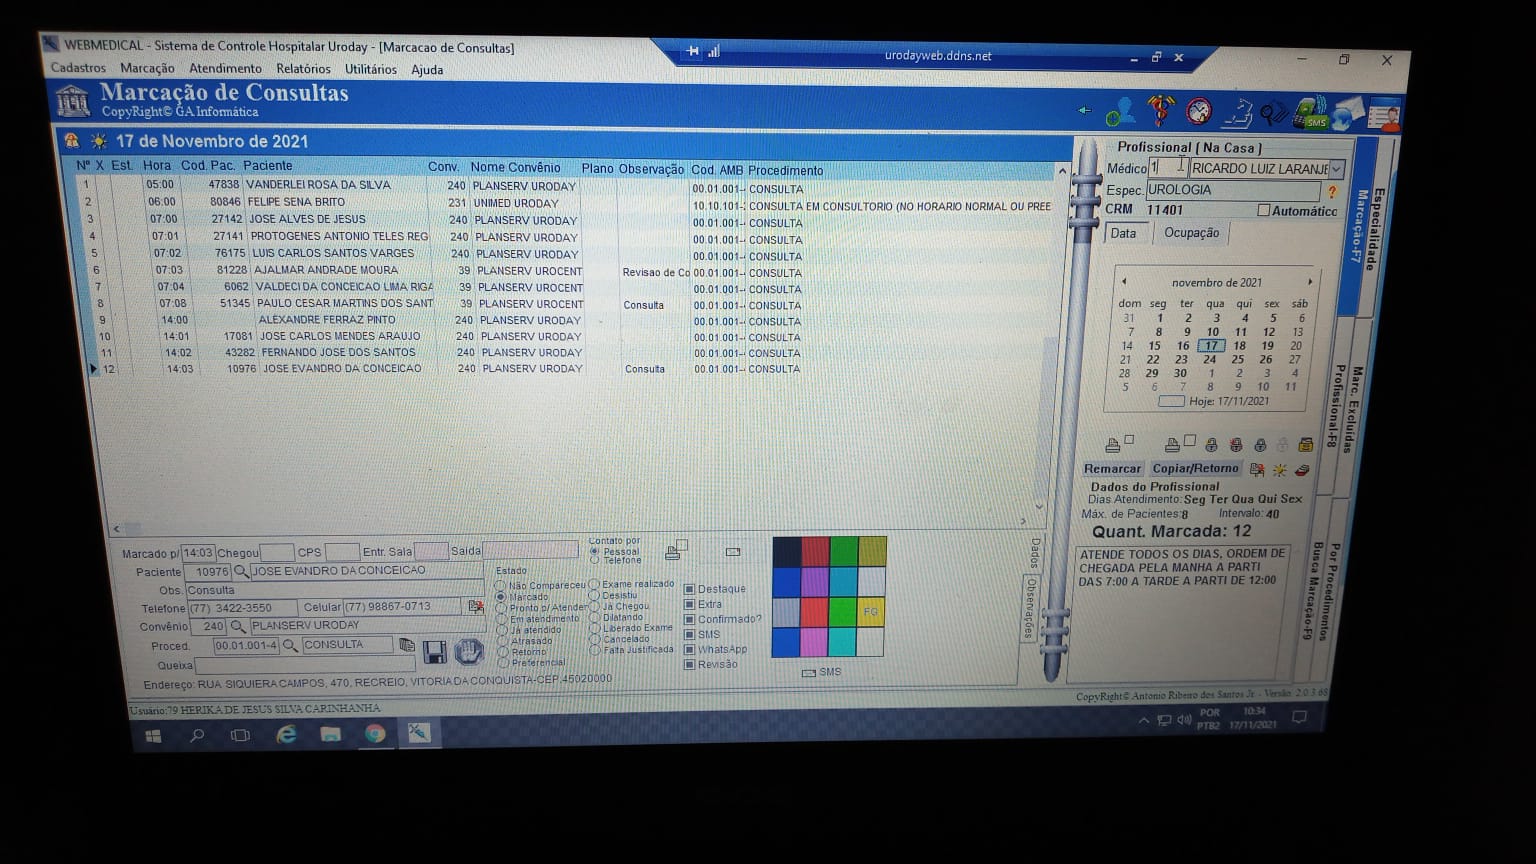 WEBMEDICAL - Sistema de Controle Hospitalar Uroday - [Marcacao de Consultas]
urodayweb.ddns.net
Cadastros Marcação Atendimento Relatórios Utilitários Ajuda
Marcação de Consultas
CopyRight© GA Informática
SMS
17 de Novembro de 2021
Nº X Est. Hora Cod. Pac. Paciente Conv. Nome Convênio Plano Observação Cod. AMB Procedimento
1 05:00 47838 VANDERLEI ROSA DA SILVA 240 PLANSERV URODAY 00.01.001- CONSULTA
2 06:00 80846 FELIPE SENA BRITO 231 UNIMED URODAY 10.10.101- CONSULTA EM CONSULTORIO (NO HORARIO NORMAL OU PREE
3 07:00 27142 JOSE ALVES DE JESUS 240 PLANSERV URODAY 00.01.001- CONSULTA
4 07:01 27141 PROTOGENES ANTONIO TELES REG 240 PLANSERV URODAY 00.01.001- CONSULTA
5 07:02 76175 LUIS CARLOS SANTOS VARGES 240 PLANSERV URODAY 00.01.001- CONSULTA
6 07:03 81228 AJALMAR ANDRADE MOURA 39 PLANSERV UROCENT Revisao de Co 00.01.001- CONSULTA
7 07:04 6062 VALDECI DA CONCEICAO LIMA RIGA 39 PLANSERV UROCENT 00.01.001- CONSULTA
8 07:08 51345 PAULO CESAR MARTINS DOS SANT 39 PLANSERV UROCENT Consulta 00.01.001- CONSULTA
9 14:00 ALEXANDRE FERRAZ PINTO 240 PLANSERV URODAY 00.01.001- CONSULTA
10 14:01 17081 JOSE CARLOS MENDES ARAUJO 240 PLANSERV URODAY 00.01.001- CONSULTA
11 14:02 43282 FERNANDO JOSE DOS SANTOS 240 PLANSERV URODAY 00.01.001- CONSULTA
12 14:03 10976 JOSE EVANDRO DA CONCEICAO 240 PLANSERV URODAY Consulta 00.01.001- CONSULTA
Profissional [ Na Casa ]
Médico 1 RICARDO LUIZ LARANJE
Espec. UROLOGIA ?
CRM 11401 Automático
Data Ocupação
novembro de 2021
dom seg ter qua qui sex sáb
31 1 2 3 4 5 6
7 8 9 10 11 12 13
14 15 16 17 18 19 20
21 22 23 24 25 26 27
28 29 30 1 2 3 4
5 6 7 8 9 10 11
Hoje: 17/11/2021
Remarcar Copiar/Retorno
Dados do Profissional
Dias Atendimento: Seg Ter Qua Qui Sex
Máx. de Pacientes: 8 Intervalo: 40
Quant. Marcada: 12
ATENDE TODOS OS DIAS, ORDEM DE
CHEGADA PELA MANHA A PARTI
DAS 7:00 A TARDE A PARTI DE 12:00
Especialidade
Marcação-F7
Marc. Excluídas
Profissional-F8
Por Procedimentos
Busca Marcação-F9
Marcado p/ 14:03 Chegou CPS Entr. Sala Saída
Paciente 10976 JOSE EVANDRO DA CONCEICAO
Obs. Consulta
Telefone (77) 3422-3550 Celular (77) 98867-0713
Convênio 240 PLANSERV URODAY
Proced. 00.01.001-4 CONSULTA
Queixa
Endereço: RUA SIQUIERA CAMPOS, 470, RECREIO, VITORIA DA CONQUISTA-CEP.45020000
Contato por
Pessoal
Telefone
Estado
Não Compareceu
Marcado
Pronto p/ Atender
Em atendimento
Já atendido
Atrasado
Retorno
Preferencial
Exame realizado
Desistiu
Já Chegou
Dilatando
Liberado Exame
Cancelado
Falta Justificada
Destaque
Extra
Confirmado?
SMS
WhatsApp
Revisão
FG
SMS
Dados
Observações
Usuário:79 HERIKA DE JESUS SILVA CARINHANHA
CopyRight© Antonio Ribeiro dos Santos Jr. - Versão: 2.0.3.68
POR
PTB2
10:34
17/11/2021